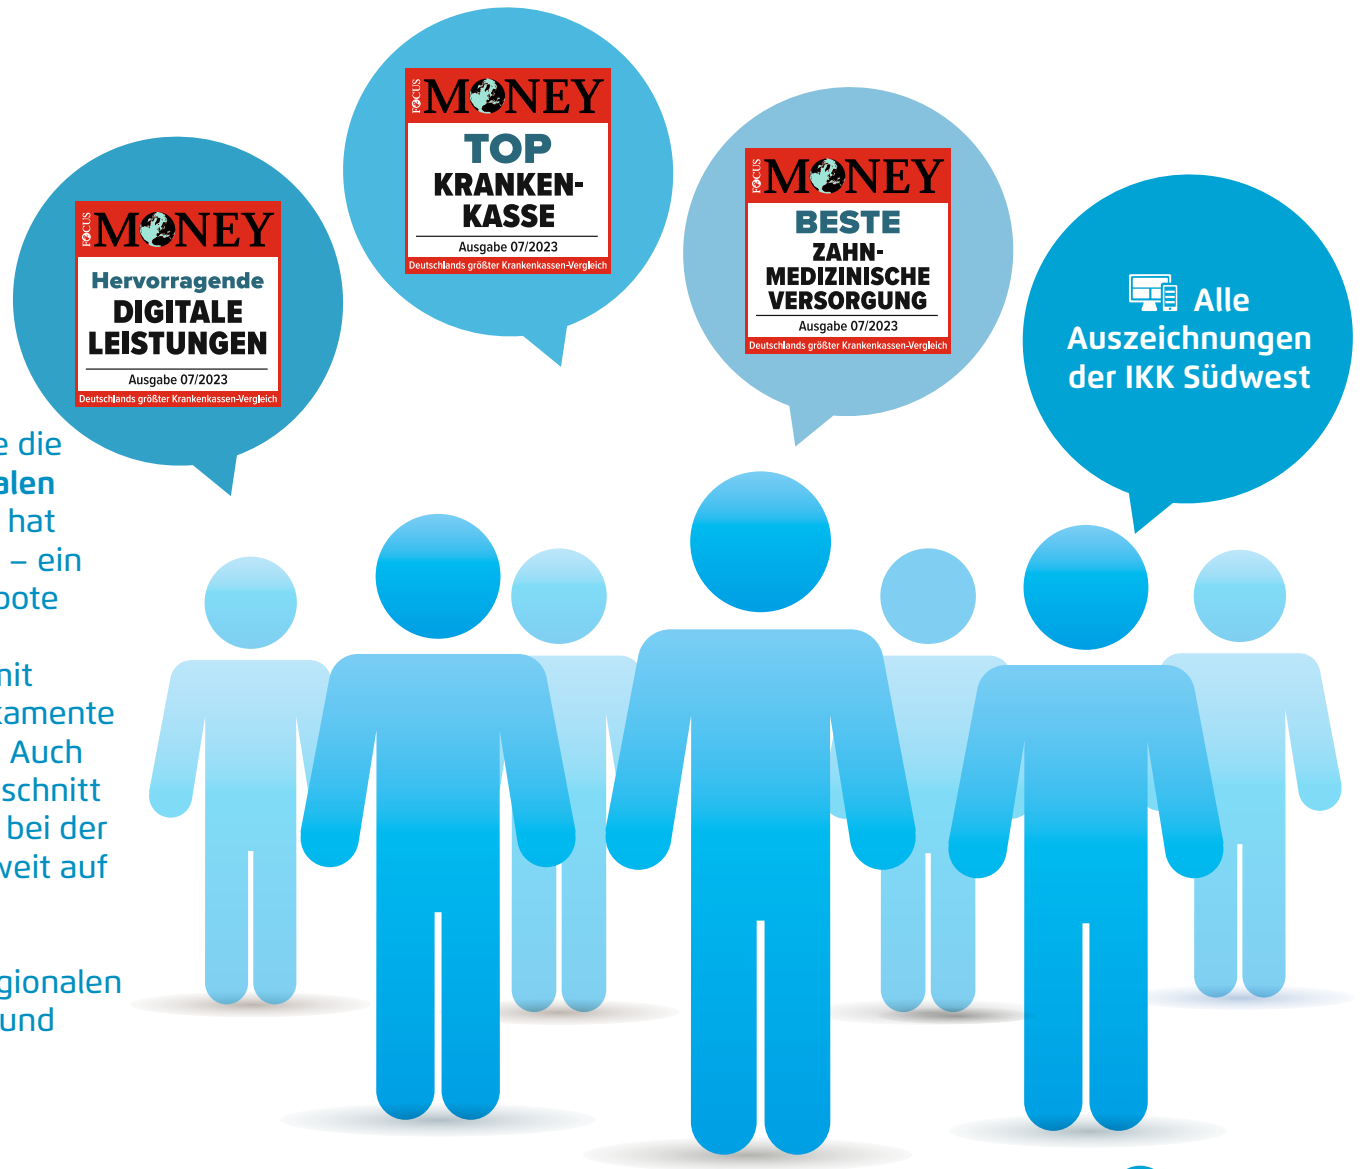 FOCUS
MONEY
TOP
KRANKEN-
KASSE
Ausgabe 07/2023
Deutschlands größter Krankenkassen-Vergleich
FOCUS
MONEY
BESTE
ZAHN-
MEDIZINISCHE
VERSORGUNG
Ausgabe 07/2023
Deutschlands größter Krankenkassen-Vergleich
FOCUS
MONEY
Hervorragende
DIGITALE
LEISTUNGEN
Ausgabe 07/2023
Deutschlands größter Krankenkassen-Vergleich
Alle
Auszeichnungen
der IKK Südwest
e die
alen
hat
– ein
bote
mit
kamente
Auch
schnitt
bei der
weit auf
egionalen
und